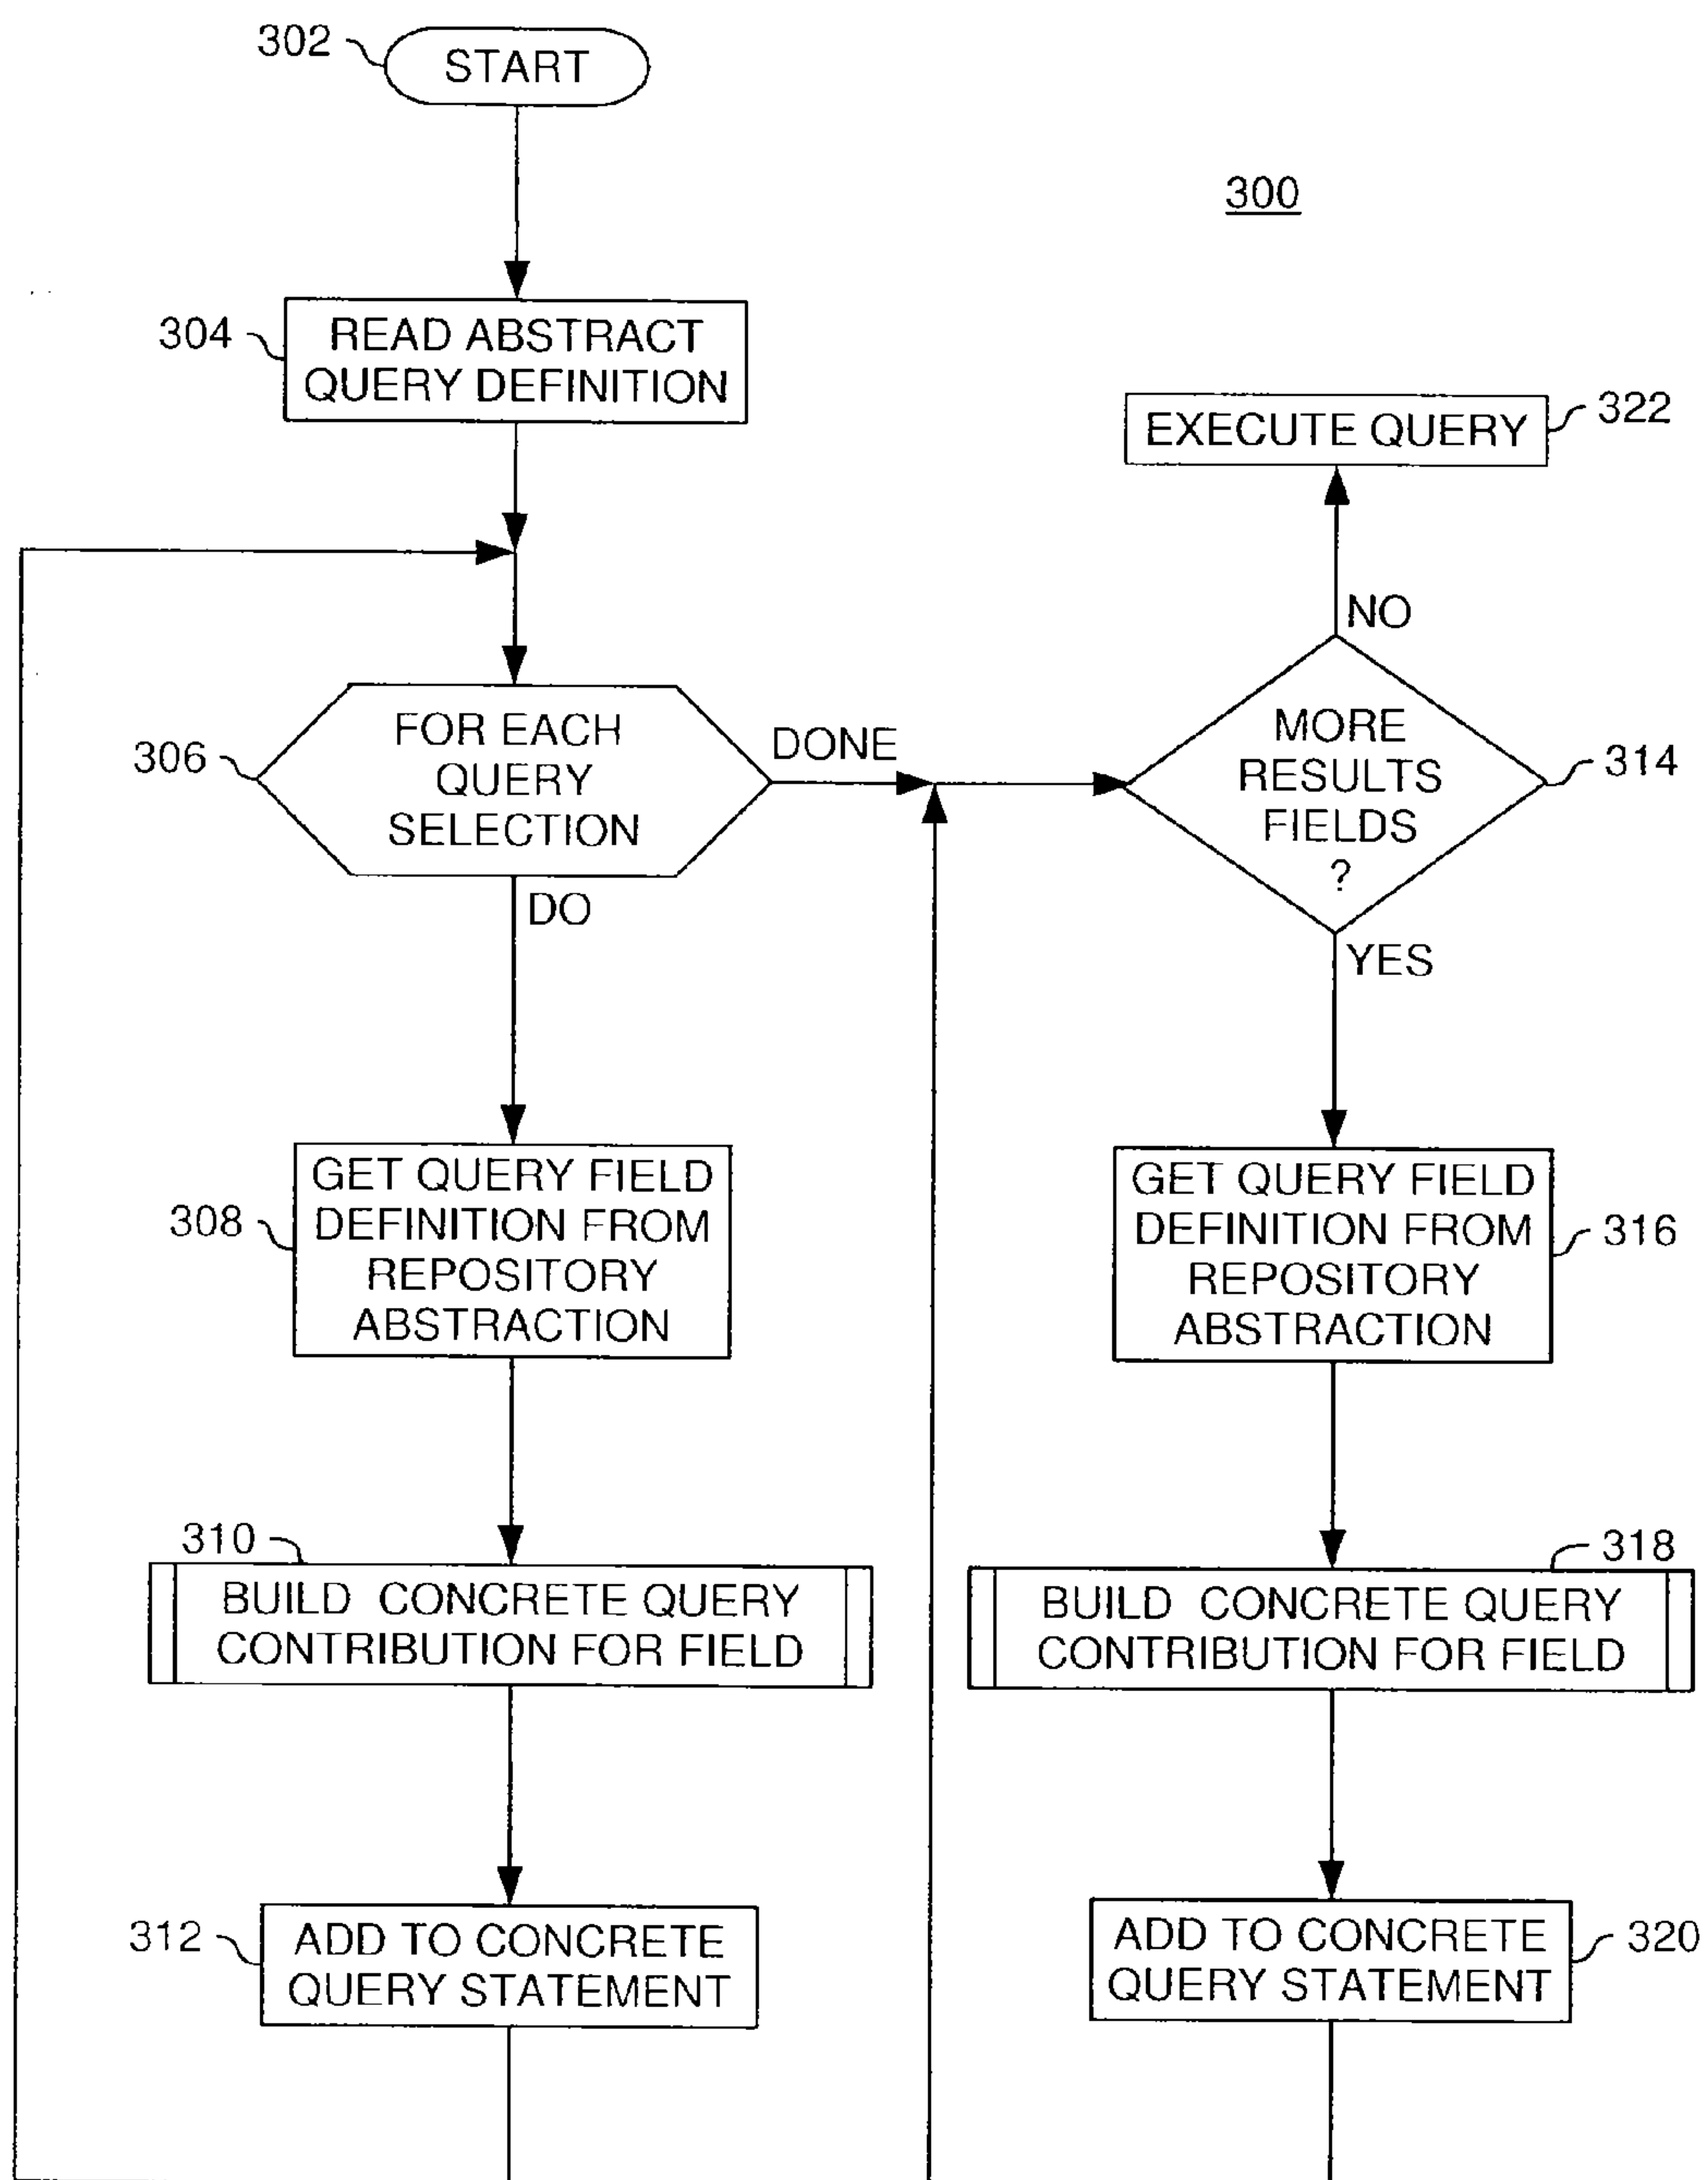 302
START
300
304
READ ABSTRACT
QUERY DEFINITION
EXECUTE QUERY
322
NO
306
FOR EACH
QUERY
SELECTION
DONE
DO
MORE
RESULTS
FIELDS
?
314
YES
308
GET QUERY FIELD
DEFINITION FROM
REPOSITORY
ABSTRACTION
GET QUERY FIELD
DEFINITION FROM
REPOSITORY
ABSTRACTION
316
310
BUILD CONCRETE QUERY
CONTRIBUTION FOR FIELD
318
BUILD CONCRETE QUERY
CONTRIBUTION FOR FIELD
312
ADD TO CONCRETE
QUERY STATEMENT
ADD TO CONCRETE
QUERY STATEMENT
320